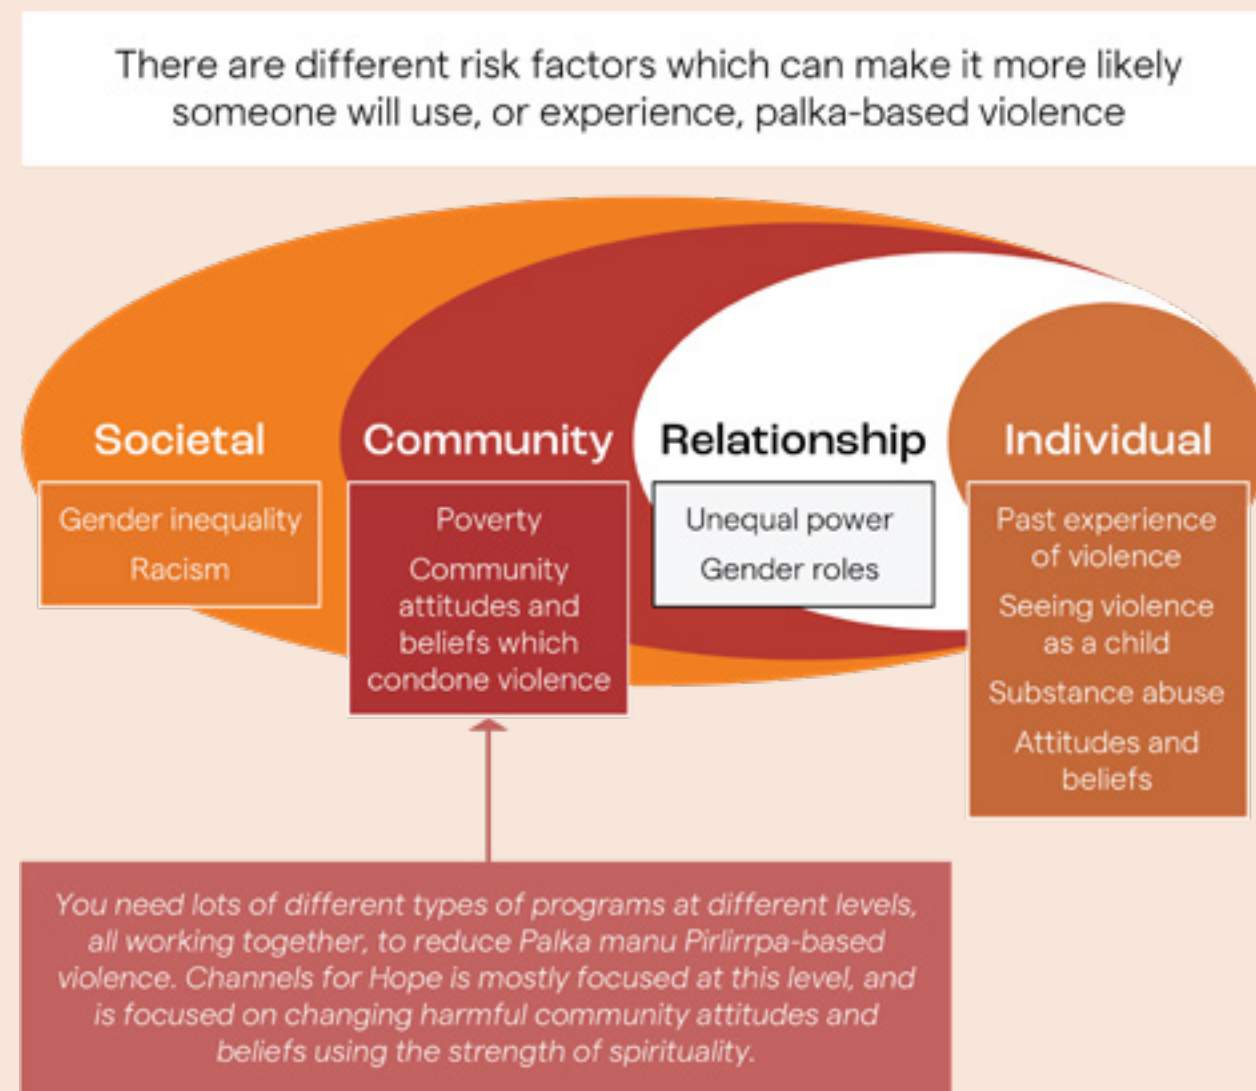 There are different risk factors which can make it more likely
someone will use, or experience, palka-based violence
Societal
Gender inequality
Racism
Community
Poverty
Community
attitudes and
beliefs which
condone violence
Relationship
Unequal power
Gender roles
Individual
Past experience
of violence
Seeing violence
as a child
Substance abuse
Attitudes and
beliefs
You need lots of different types of programs at different levels,
all working together, to reduce Palka manu Pirlirrpa-based
violence. Channels for Hope is mostly focused at this level, and
is focused on changing harmful community attitudes and
beliefs using the strength of spirituality.